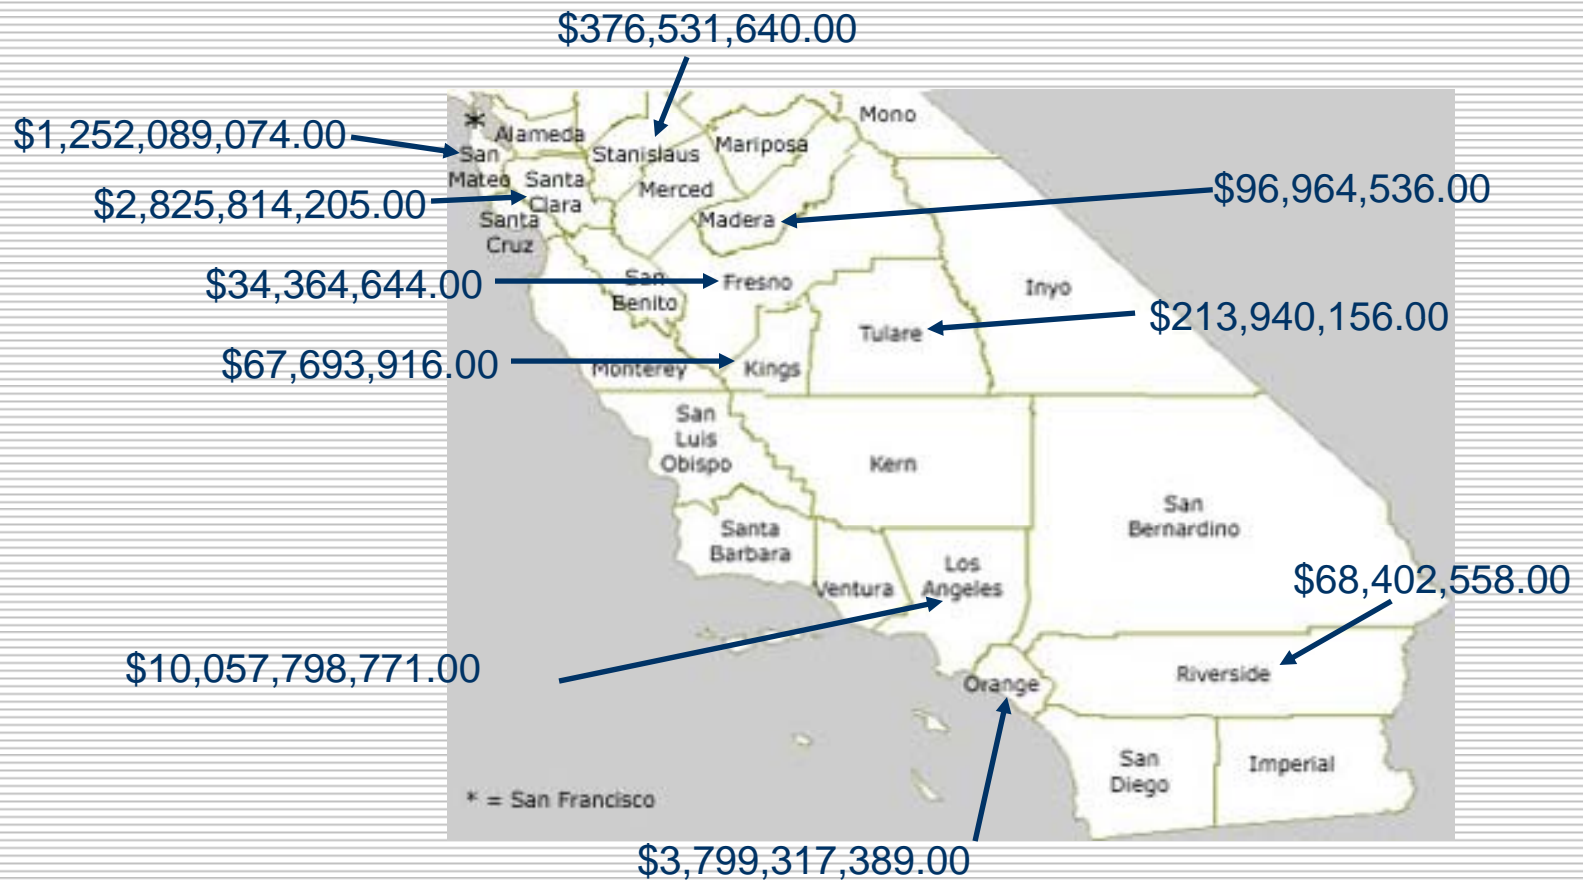 $376,531,640.00
Mono
*
$1,252,089,074.00
Alameda
Mariposa
San
Mateo
Stanislaus
Santa
Clara
Merced
$96,964,536.00
$2,825,814,205.00
Santa
Cruz
Madera
$34,364,644.00
San
Benito
Fresno
Inyo
$213,940,156.00
Tulare
$67,693,916.00
Monterey
Kings
San
Luis
Obispo
Kern
San
Bernardino
Santa
Barbara
Ventura
Los
Angeles
$68,402,558.00
$10,057,798,771.00
Orange
Riverside
San
Diego
Imperial
* = San Francisco
$3,799,317,389.00